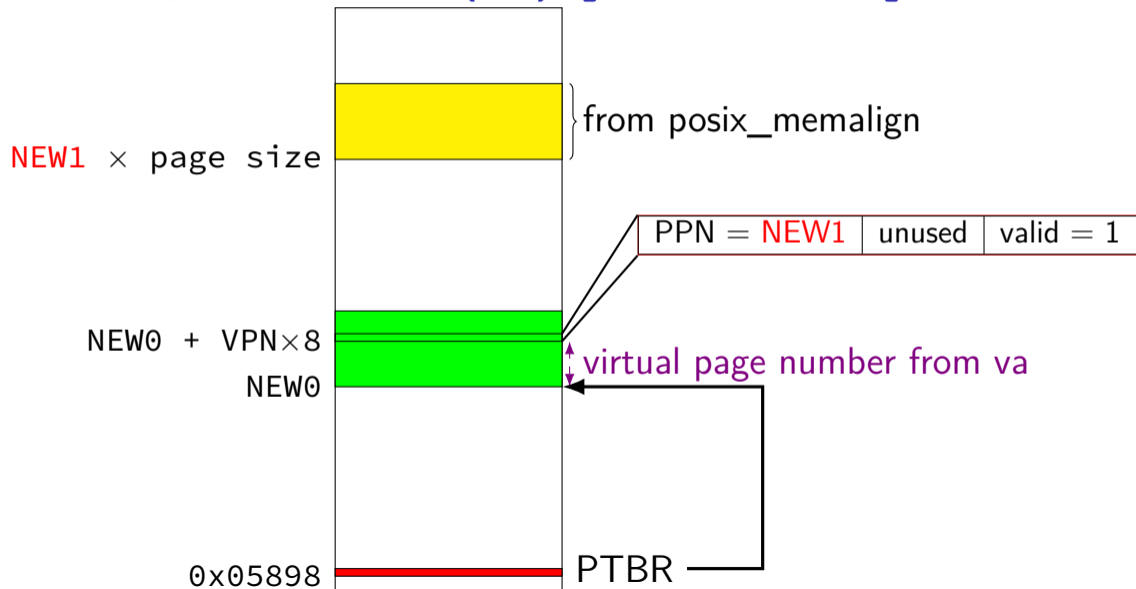 from posix_memalign
NEW1 × page size
PPN = NEW1 unused valid = 1
NEW0 + VPN×8
virtual page number from va
NEW0
PTBR
0x05898